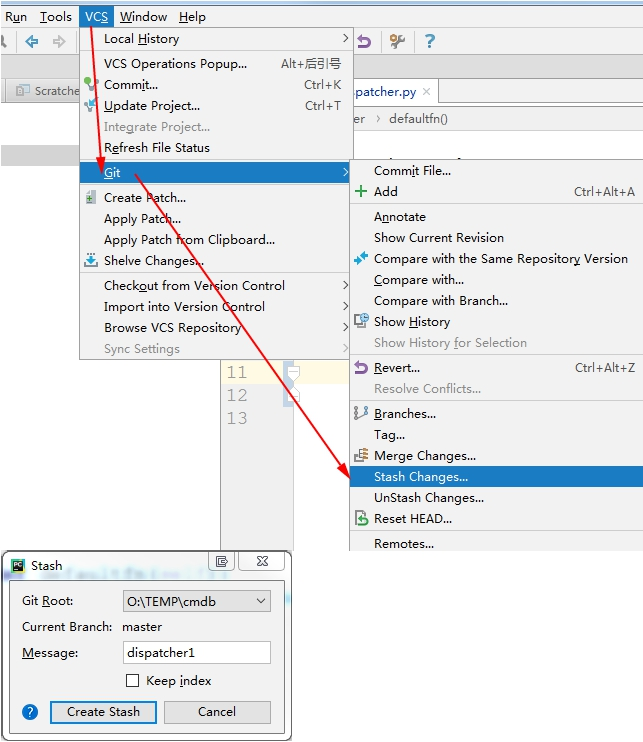 Run Tools VCS Window Help
Local History
VCS Operations Popup... Alt+后引号
Commit... Ctrl+K
Update Project... Ctrl+T
Integrate Project...
Refresh File Status
Git
Create Patch...
Apply Patch...
Apply Patch from Clipboard...
Shelve Changes...
Checkout from Version Control
Import into Version Control
Browse VCS Repository
Sync Settings
Scratche
spatcher.py
er defaultfn()
Commit File...
Add Ctrl+Alt+A
Annotate
Show Current Revision
Compare with the Same Repository Version
Compare with...
Compare with Branch...
Show History
Show History for Selection
Revert... Ctrl+Alt+Z
Resolve Conflicts...
Branches...
Tag...
Merge Changes...
Stash Changes...
UnStash Changes...
Reset HEAD...
Remotes...
11
12
13
PC Stash
Git Root: O:\TEMP\cmdb
Current Branch: master
Message: dispatcher1
Keep index
? Create Stash Cancel